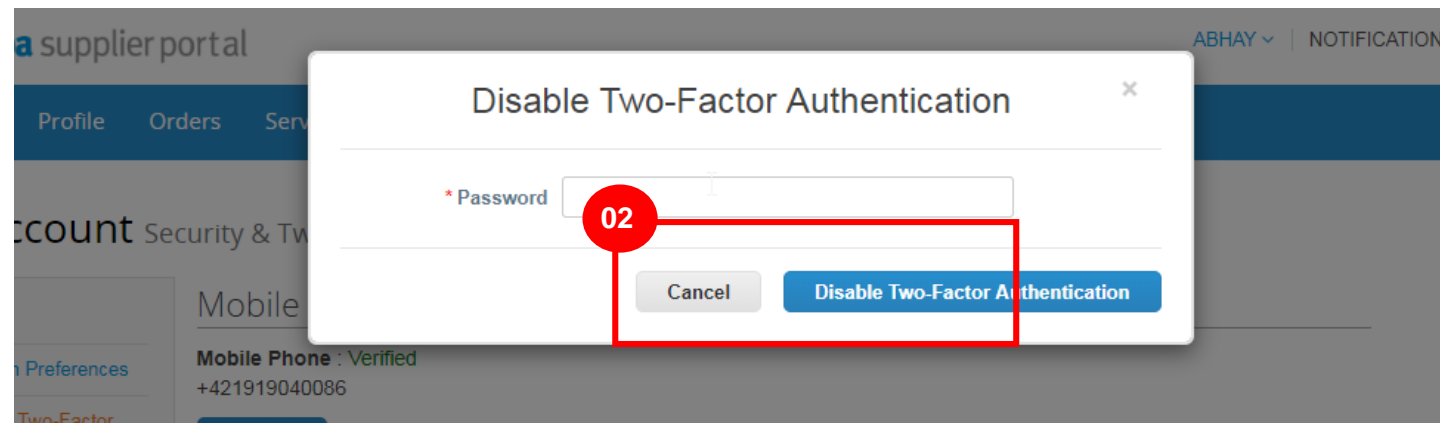 a supplier portal
ABHAY
NOTIFICATION
Profile Orders Serv
Disable Two-Factor Authentication
×
* Password
02
ccount Security & Tw
Cancel
Disable Two-Factor Authentication
Mobile
Mobile Phone : Verified
+421919040086
n Preferences
Two-Factor